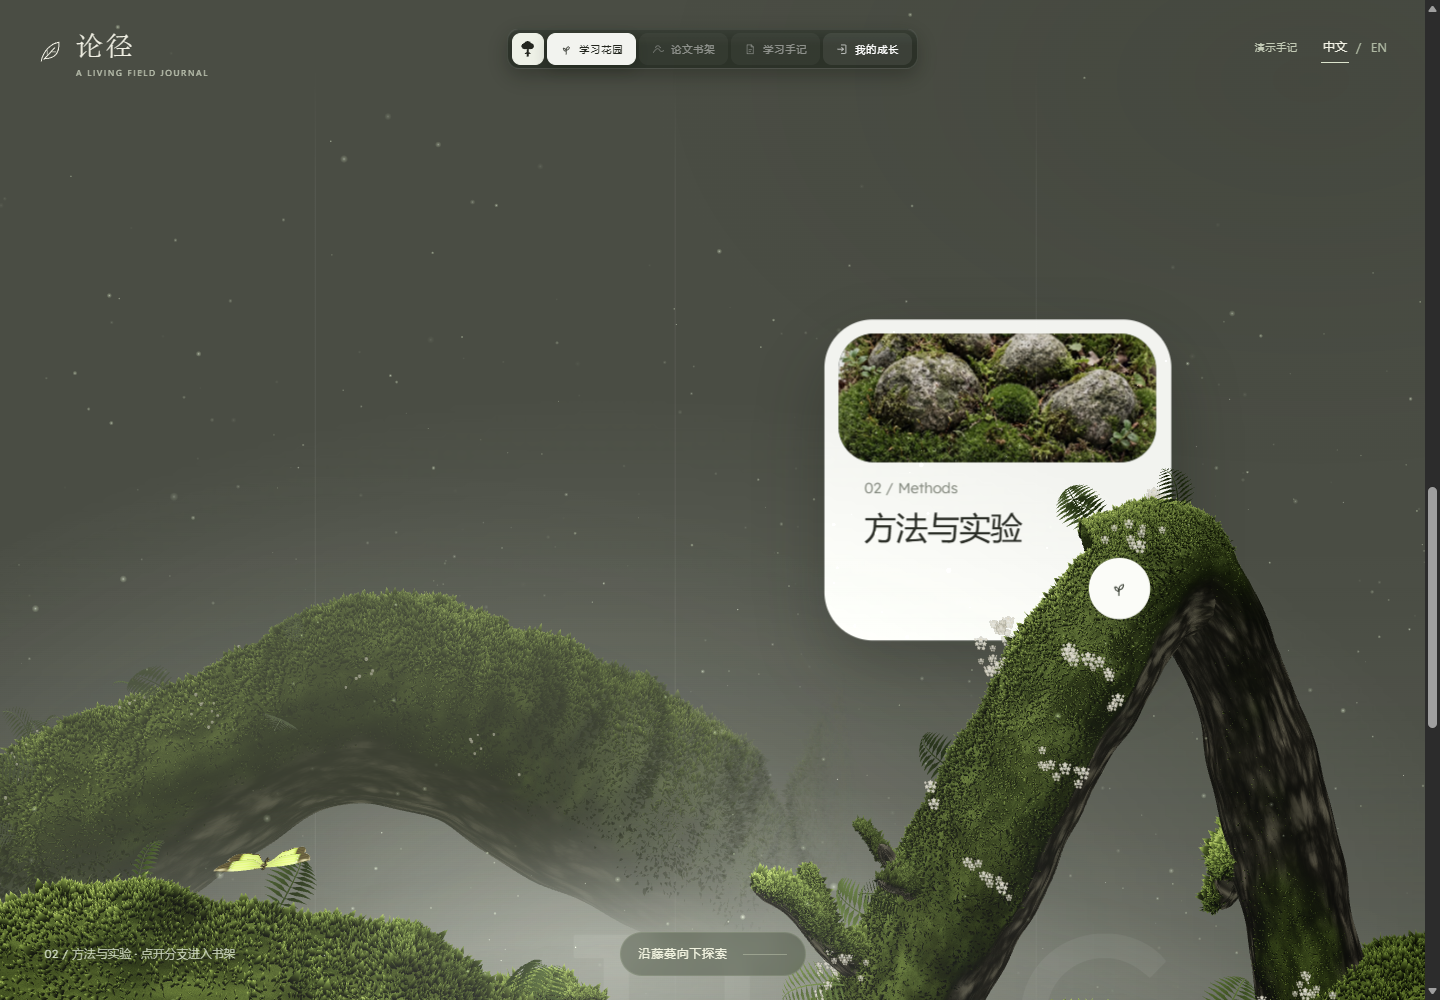 论径
A LIVING FIELD JOURNAL
学习花园
论文书架
学习手记
我的成长
演示手记
中文 / EN
02 / Methods
方法与实验
02 / 方法与实验 · 点开分支进入书架
沿藤蔓向下探索